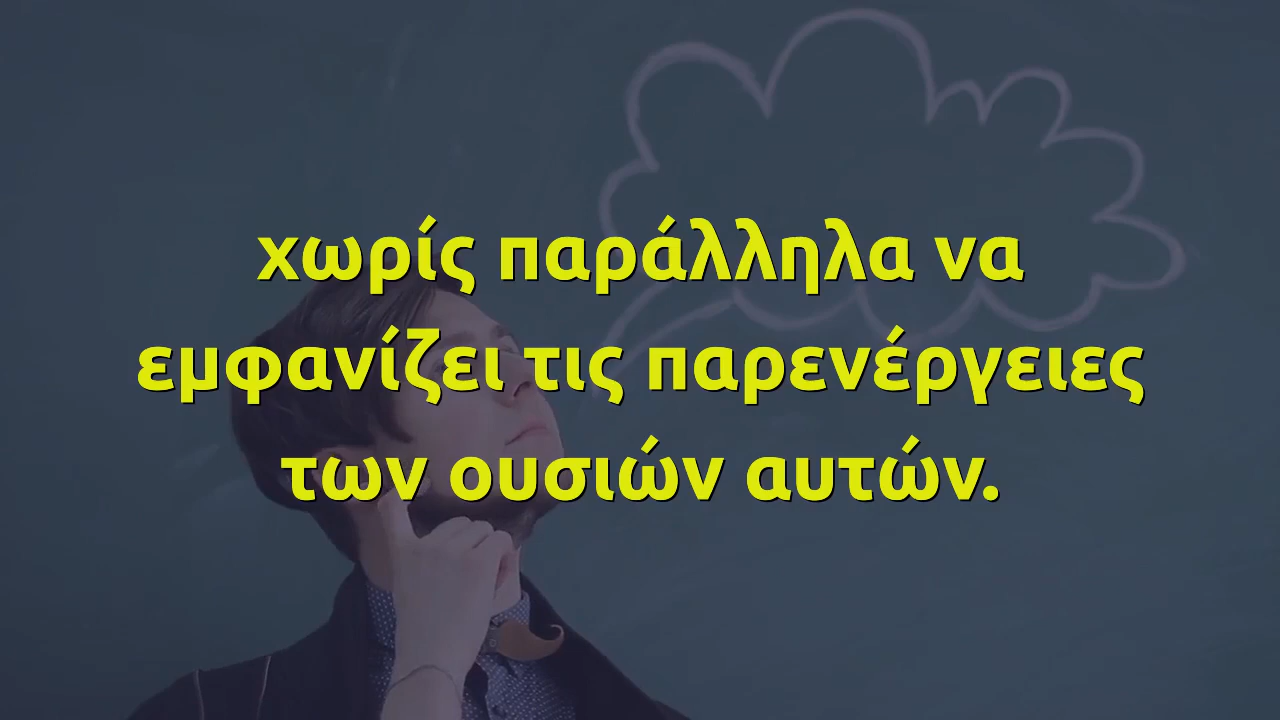 χωρίς παράλληλα να
εμφανίζει τις παρενέργειες
των ουσιών αυτών.